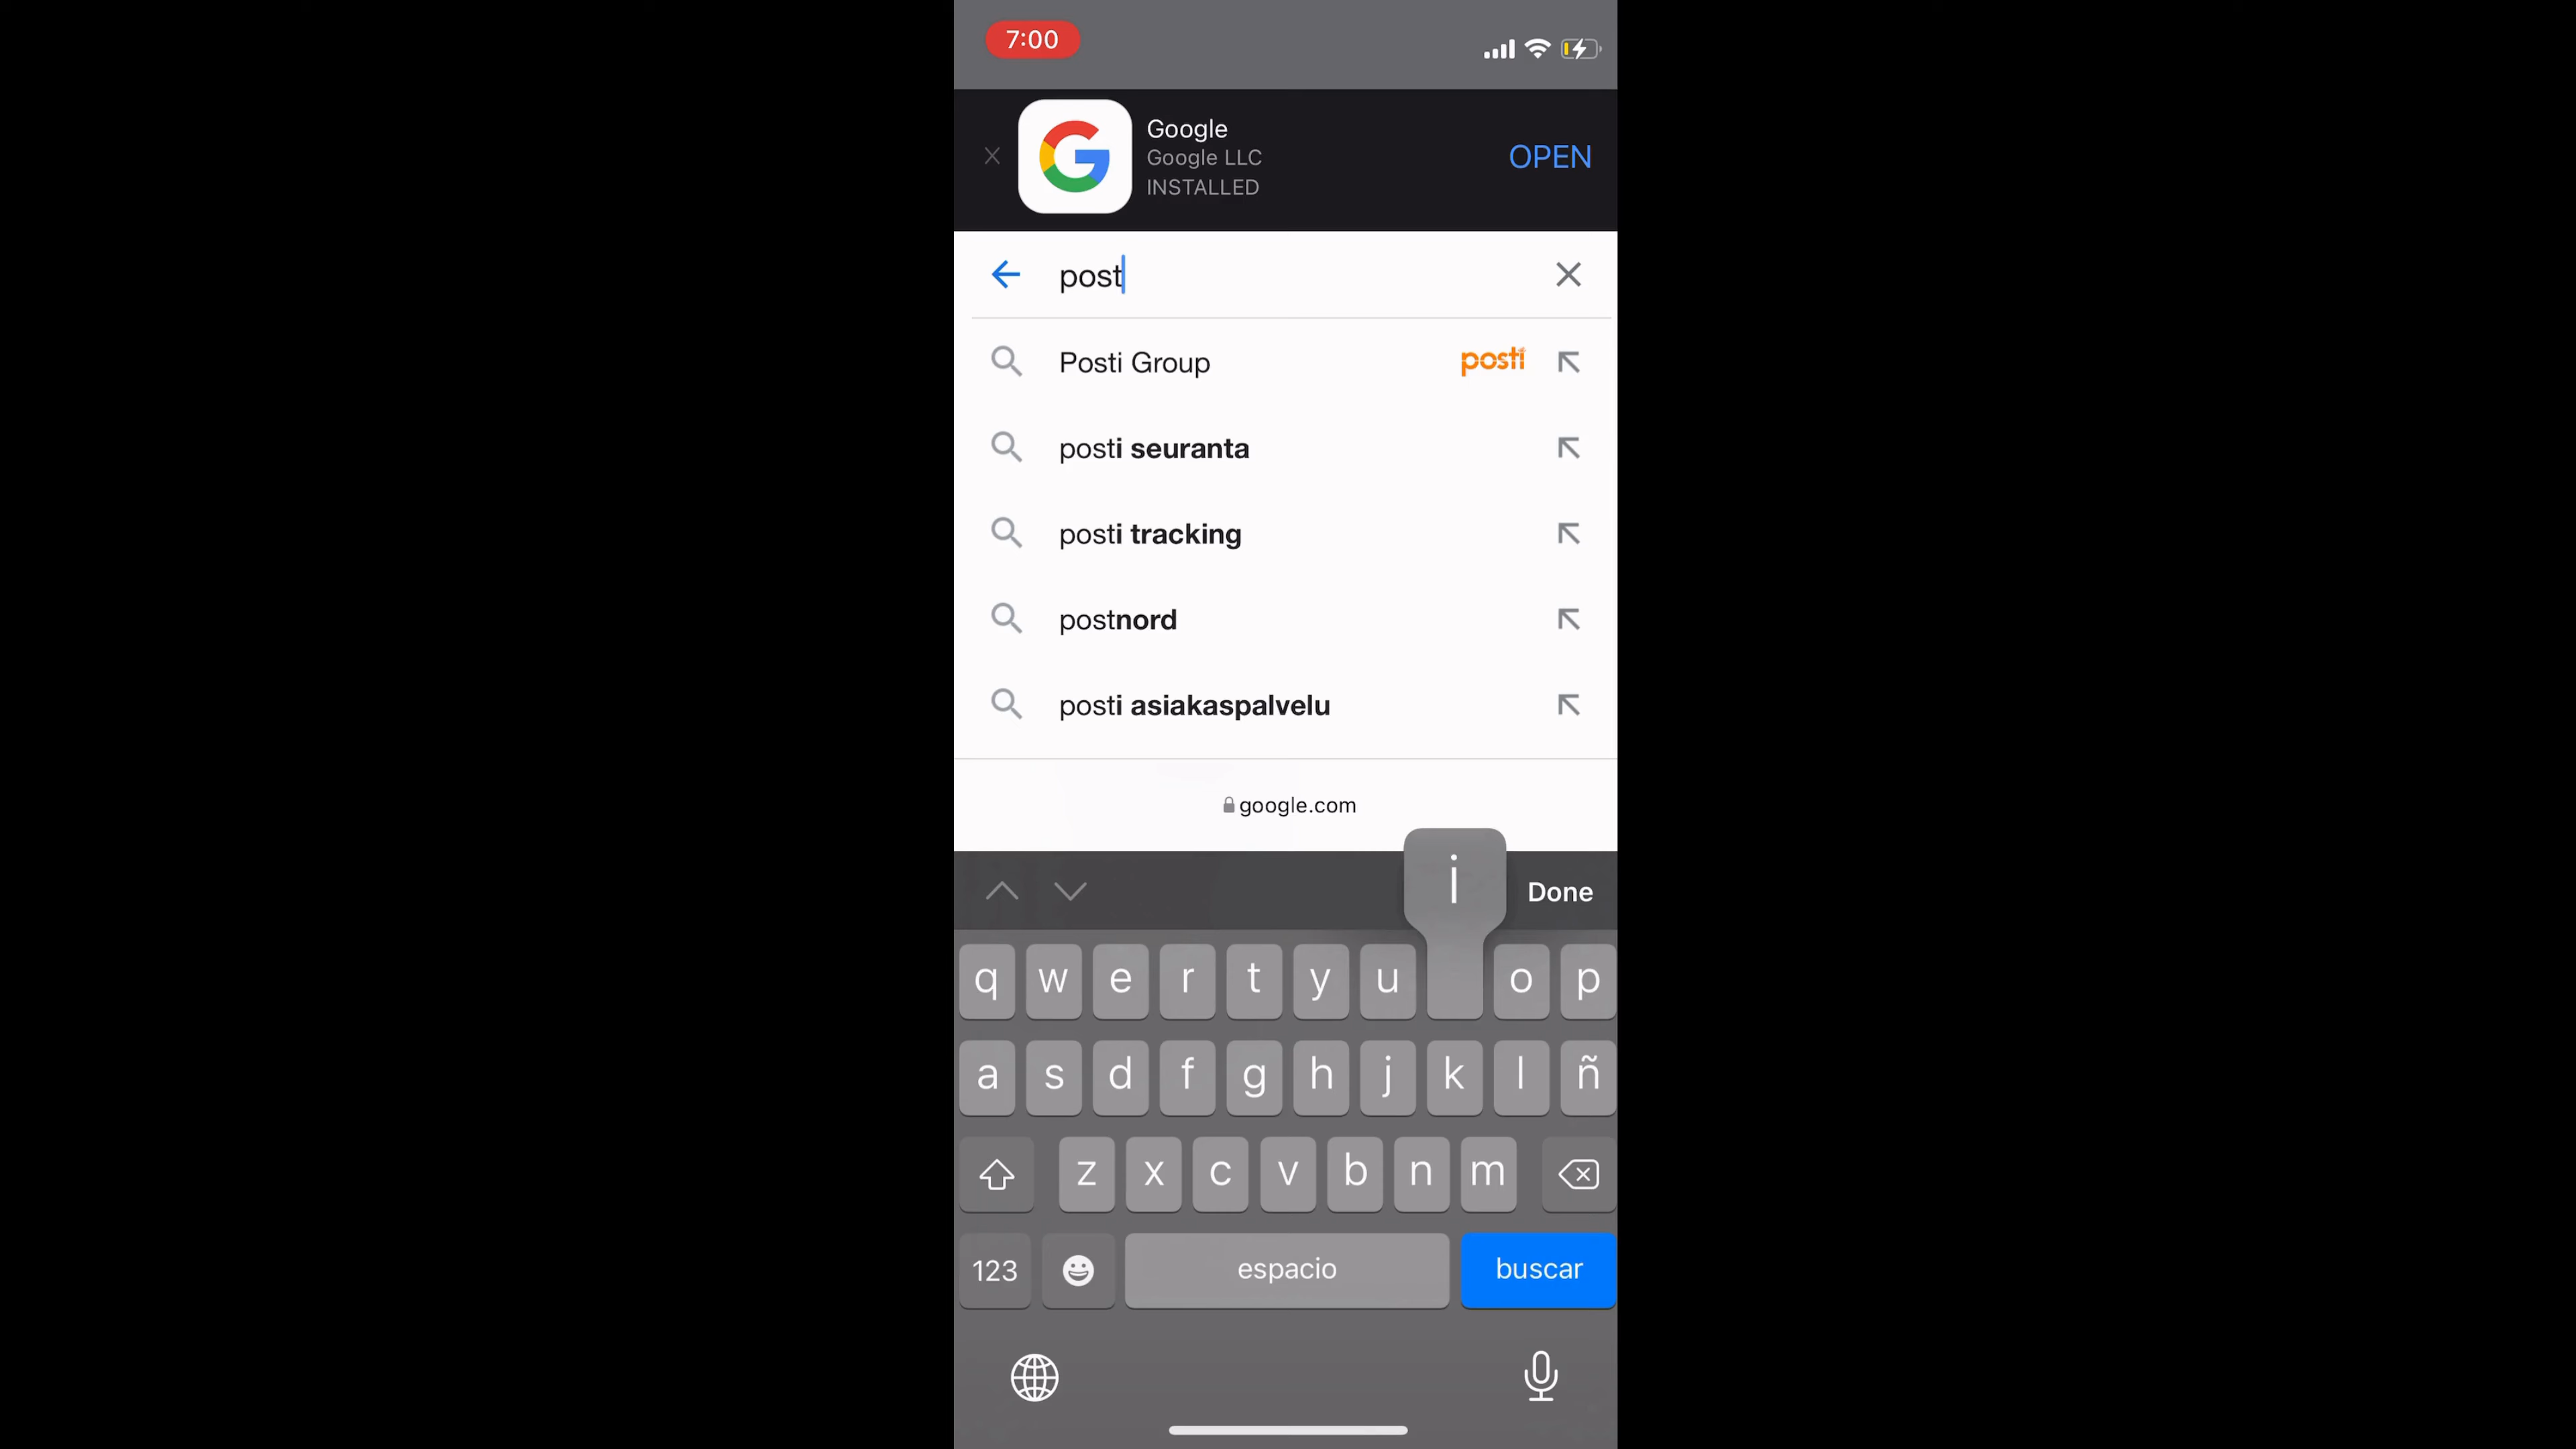 7:00
Google
Google LLC
INSTALLED
OPEN
post
Posti Group
posti
posti seuranta
posti tracking
postnord
posti asiakaspalvelu
google.com
i
Done
q w e r t y u o p
a s d f g h j k l ñ
z x c v b n m
123
espacio
buscar